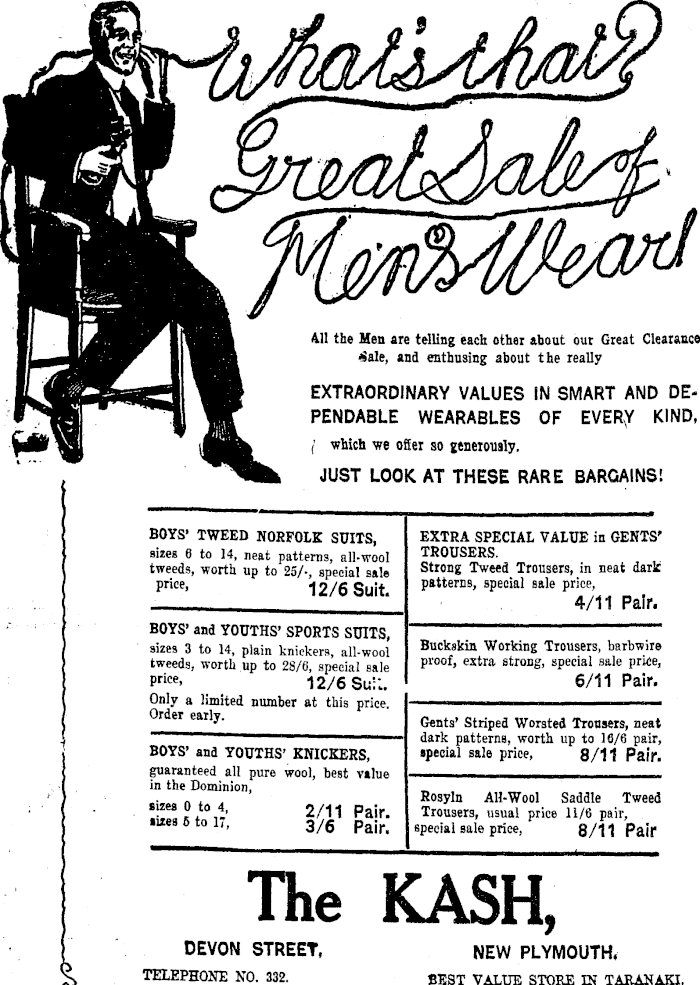 What's that?
Great Sale of
Men's Wear!
All the Men are telling each other about our Great Clearance
Sale, and enthusing about the really
EXTRAORDINARY VALUES IN SMART AND DE-
PENDABLE WEARABLES OF EVERY KIND,
which we offer so generously.
JUST LOOK AT THESE RARE BARGAINS!
BOYS' TWEED NORFOLK SUITS,
sizes 6 to 14, neat patterns, all-wool
tweeds, worth up to 25/-, special sale
price, 12/6 Suit.
BOYS' and YOUTHS' SPORTS SUITS,
sizes 3 to 14, plain knickers, all-wool
tweeds, worth up to 28/6, special sale
price, 12/6 Suit.
Only a limited number at this price.
Order early.
BOYS' and YOUTHS' KNICKERS,
guaranteed all pure wool, best value
in the Dominion,
sizes 0 to 4, 2/11 Pair.
sizes 5 to 17, 3/6 Pair.
EXTRA SPECIAL VALUE in GENTS'
TROUSERS.
Strong Tweed Trousers, in neat dark
patterns, special sale price,
4/11 Pair.
Buckskin Working Trousers, barbwire
proof, extra strong, special sale price,
6/11 Pair.
Gents' Striped Worsted Trousers, neat
dark patterns, worth up to 16/6 pair,
special sale price, 8/11 Pair.
Rosyln All-Wool Saddle Tweed
Trousers, usual price 11/6 pair,
special sale price, 8/11 Pair
The KASH,
DEVON STREET, NEW PLYMOUTH.
TELEPHONE NO. 332. BEST VALUE STORE IN TARANAKI.